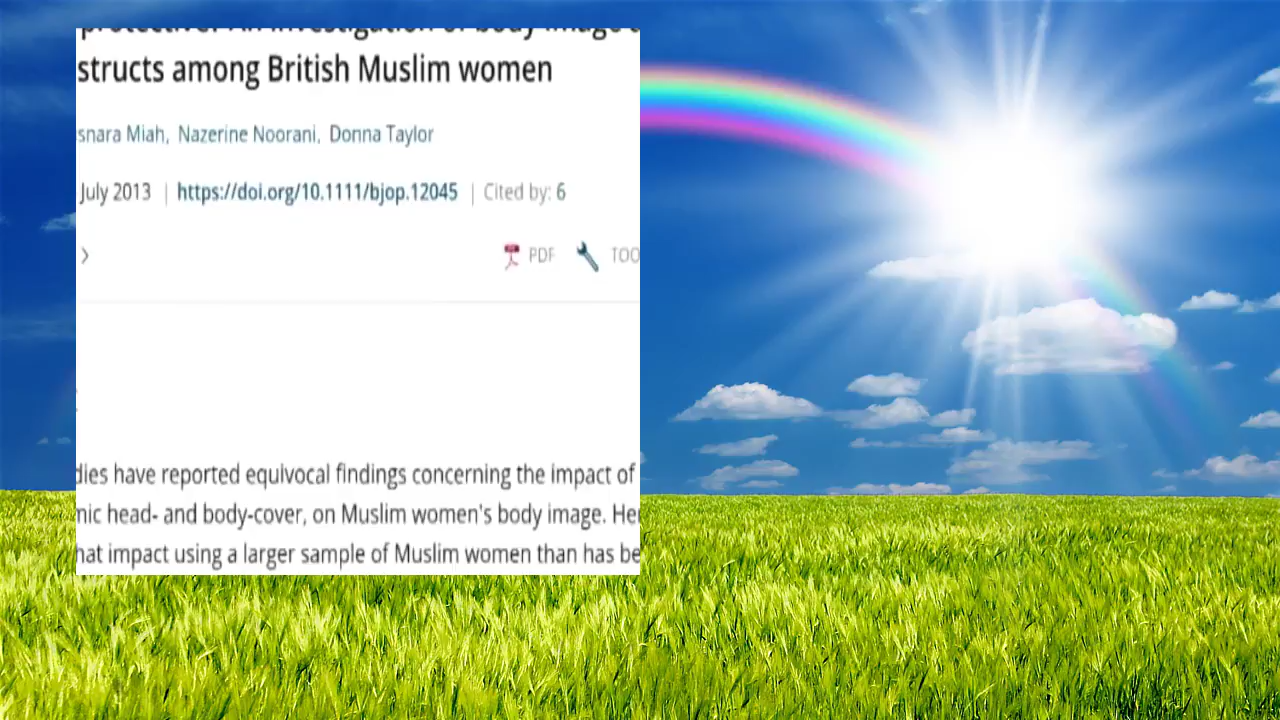 structs among British Muslim women
snara Miah, Nazerine Noorani, Donna Taylor
July 2013 | https://doi.org/10.1111/bjop.12045 | Cited by: 6
PDF TOO
dies have reported equivocal findings concerning the impact of
nic head- and body-cover, on Muslim women's body image. He
hat impact using a larger sample of Muslim women than has be